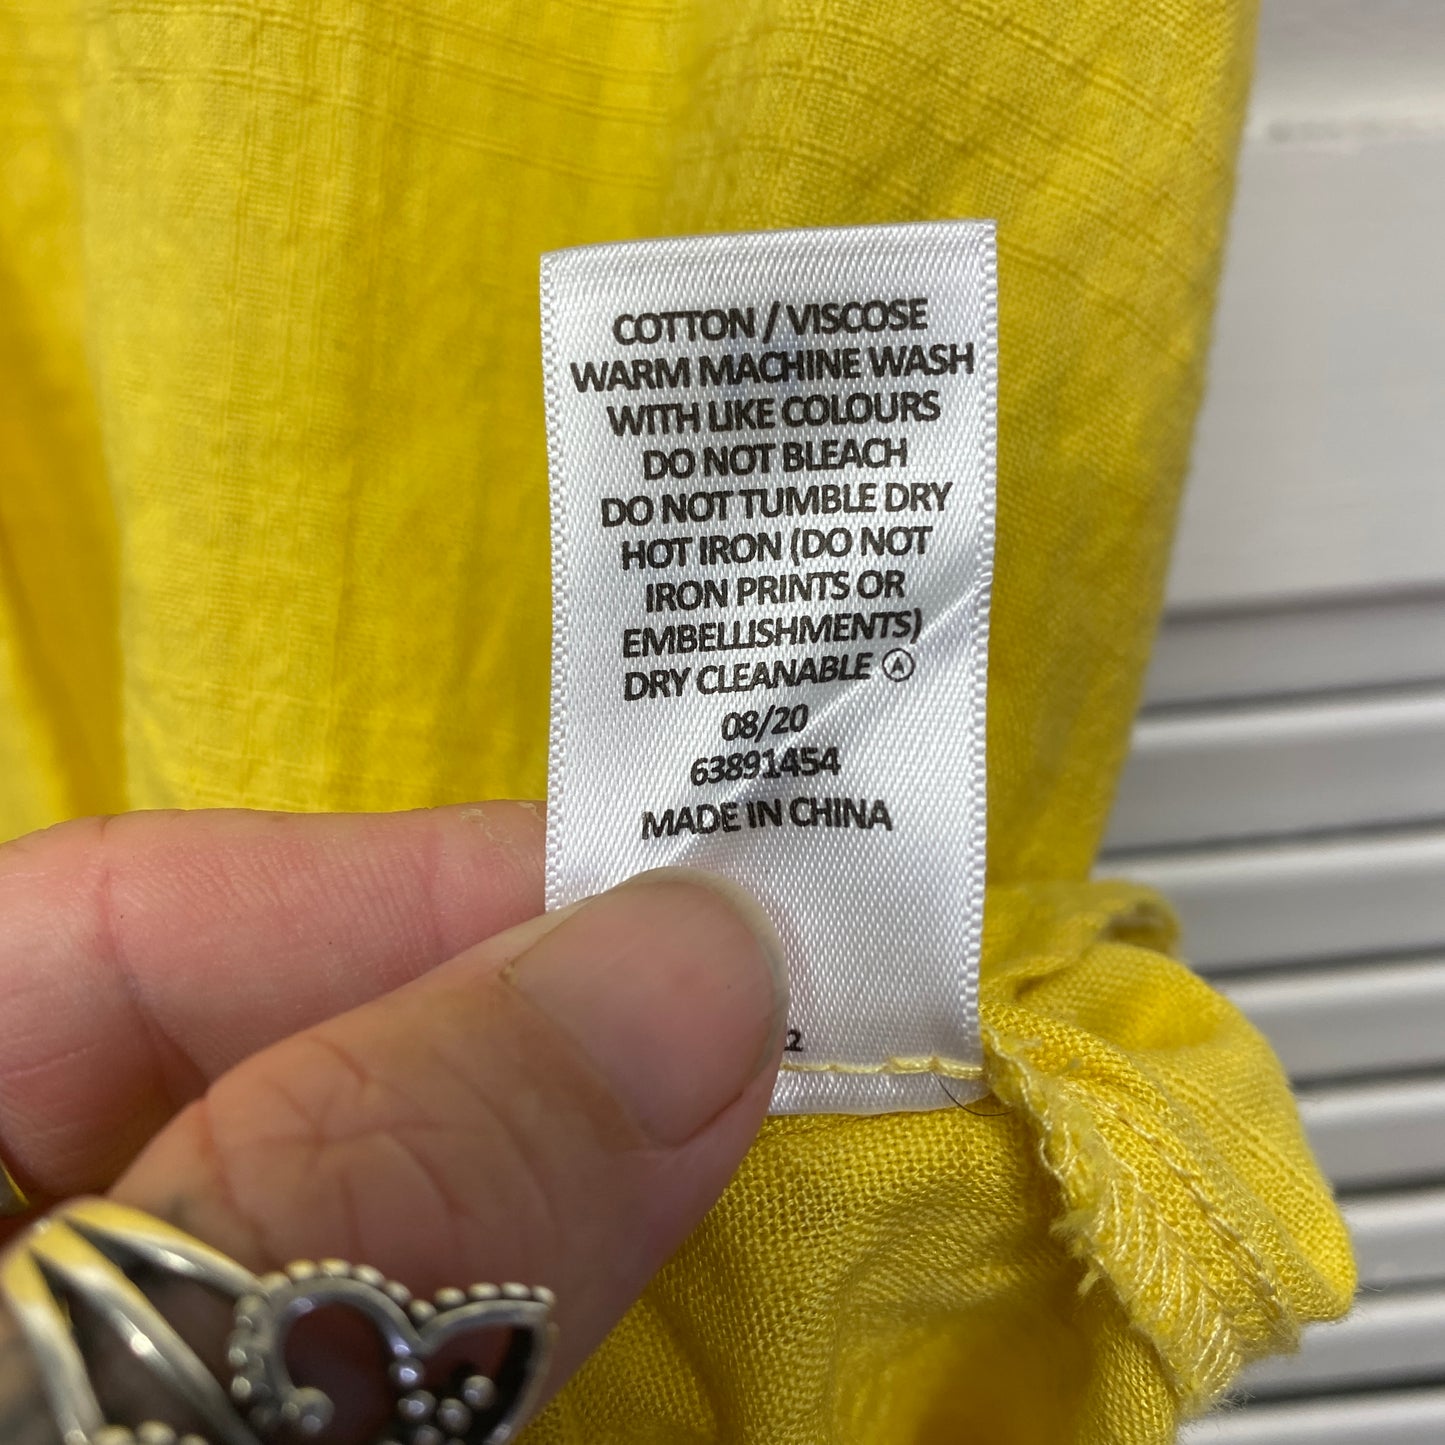 COTTON / VISCOSE
WARM MACHINE WASH
WITH LIKE COLOURS
DO NOT BLEACH
DO NOT TUMBLE DRY
HOT IRON (DO NOT
IRON PRINTS OR
EMBELLISHMENTS)
DRY CLEANABLE Ⓐ
08/20
63891454
MADE IN CHINA